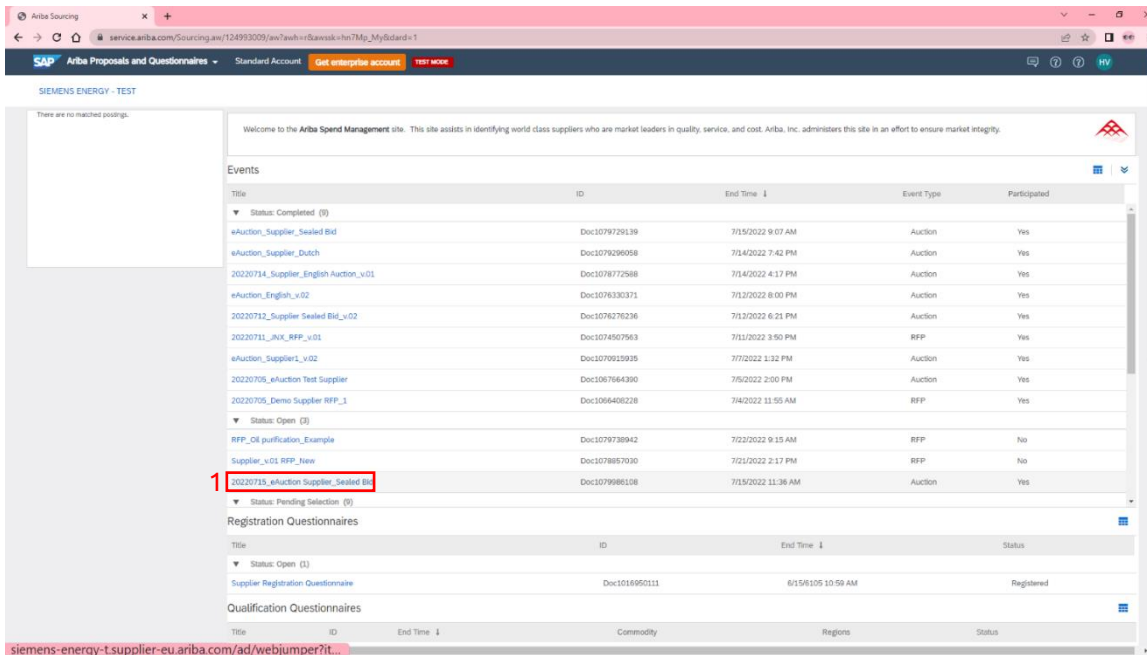 Ariba Sourcing
service.ariba.com/Sourcing.aw/124993009/aw?awh=r&awssk=hn7Mp_My&dard=1
SAP Ariba Proposals and Questionnaires Standard Account Get enterprise account TEST MODE HV
SIEMENS ENERGY - TEST
There are no matched postings.
Welcome to the Ariba Spend Management site. This site assists in identifying world class suppliers who are market leaders in quality, service, and cost. Ariba, Inc. administers this site in an effort to ensure market integrity.
Events
Title ID End Time ↓ Event Type Participated
▼ Status: Completed (9)
eAuction_Supplier_Sealed Bid Doc1079729139 7/15/2022 9:07 AM Auction Yes
eAuction_Supplier_Dutch Doc1079296058 7/14/2022 7:42 PM Auction Yes
20220714_Supplier_English Auction_v.01 Doc1078772588 7/14/2022 4:17 PM Auction Yes
eAuction_English_v.02 Doc1076330371 7/12/2022 8:00 PM Auction Yes
20220712_Supplier Sealed Bid_v.02 Doc1076276236 7/12/2022 6:21 PM Auction Yes
20220711_JNX_RFP_v.01 Doc1074507563 7/11/2022 3:50 PM RFP Yes
eAuction_Supplier1_v.02 Doc1070915935 7/7/2022 1:32 PM Auction Yes
20220705_eAuction Test Supplier Doc1067664390 7/5/2022 2:00 PM Auction Yes
20220705_Demo Supplier RFP_1 Doc1066408228 7/4/2022 11:55 AM RFP Yes
▼ Status: Open (3)
RFP_Oil purification_Example Doc1079738942 7/22/2022 9:15 AM RFP No
Supplier_v.01 RFP_New Doc1078857030 7/21/2022 2:17 PM RFP No
1 20220715_eAuction Supplier_Sealed Bid Doc1079986108 7/15/2022 11:36 AM Auction Yes
▼ Status: Pending Selection (9)
Registration Questionnaires
Title ID End Time ↓ Status
▼ Status: Open (1)
Supplier Registration Questionnaire Doc1016950111 6/15/6105 10:59 AM Registered
Qualification Questionnaires
Title ID End Time ↓ Commodity Regions Status
siemens-energy-t.supplier-eu.ariba.com/ad/webjumper?it...